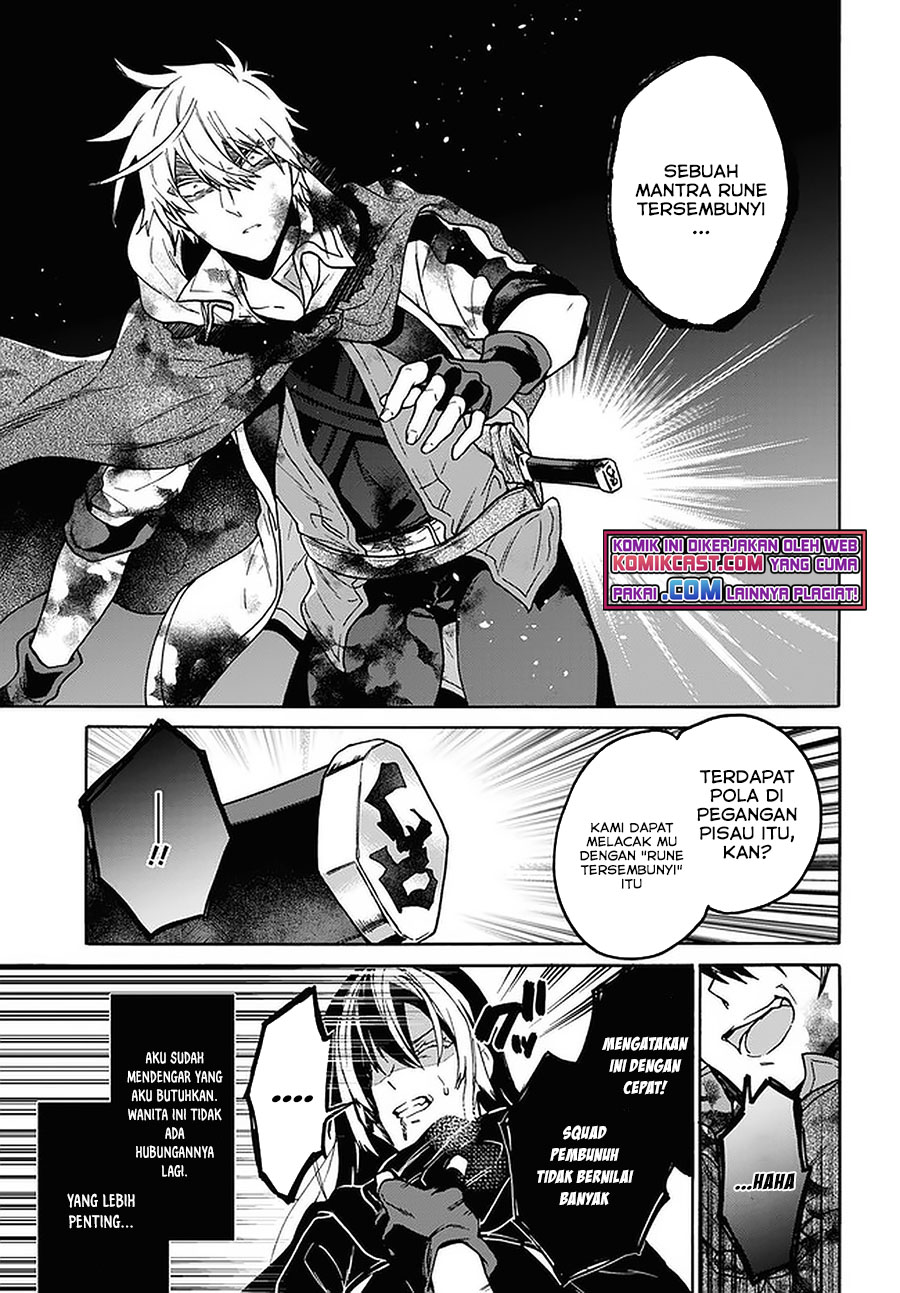 SEBUAH
MANTRA RUNE
TERSEMBUNYI
...
KOMIK INI DIKERJAKAN OLEH WEB
KOMIKCAST.COM YANG CUMA
PAKAI .COM LAINNYA PLAGIAT!
TERDAPAT
POLA DI
PEGANGAN
PISAU ITU,
KAN?
KAMI DAPAT
MELACAK MU
DENGAN "RUNE
TERSEMBUNYI"
ITU
!!
...HAHA
MENGATAKAN
INI DENGAN
CEPAT!
SQUAD
PEMBUNUH
TIDAK BERNILAI
BANYAK
グッ
....
AKU SUDAH
MENDENGAR YANG
AKU BUTUHKAN.
WANITA INI TIDAK
ADA
HUBUNGANNYA
LAGI.
YANG LEBIH
PENTING...